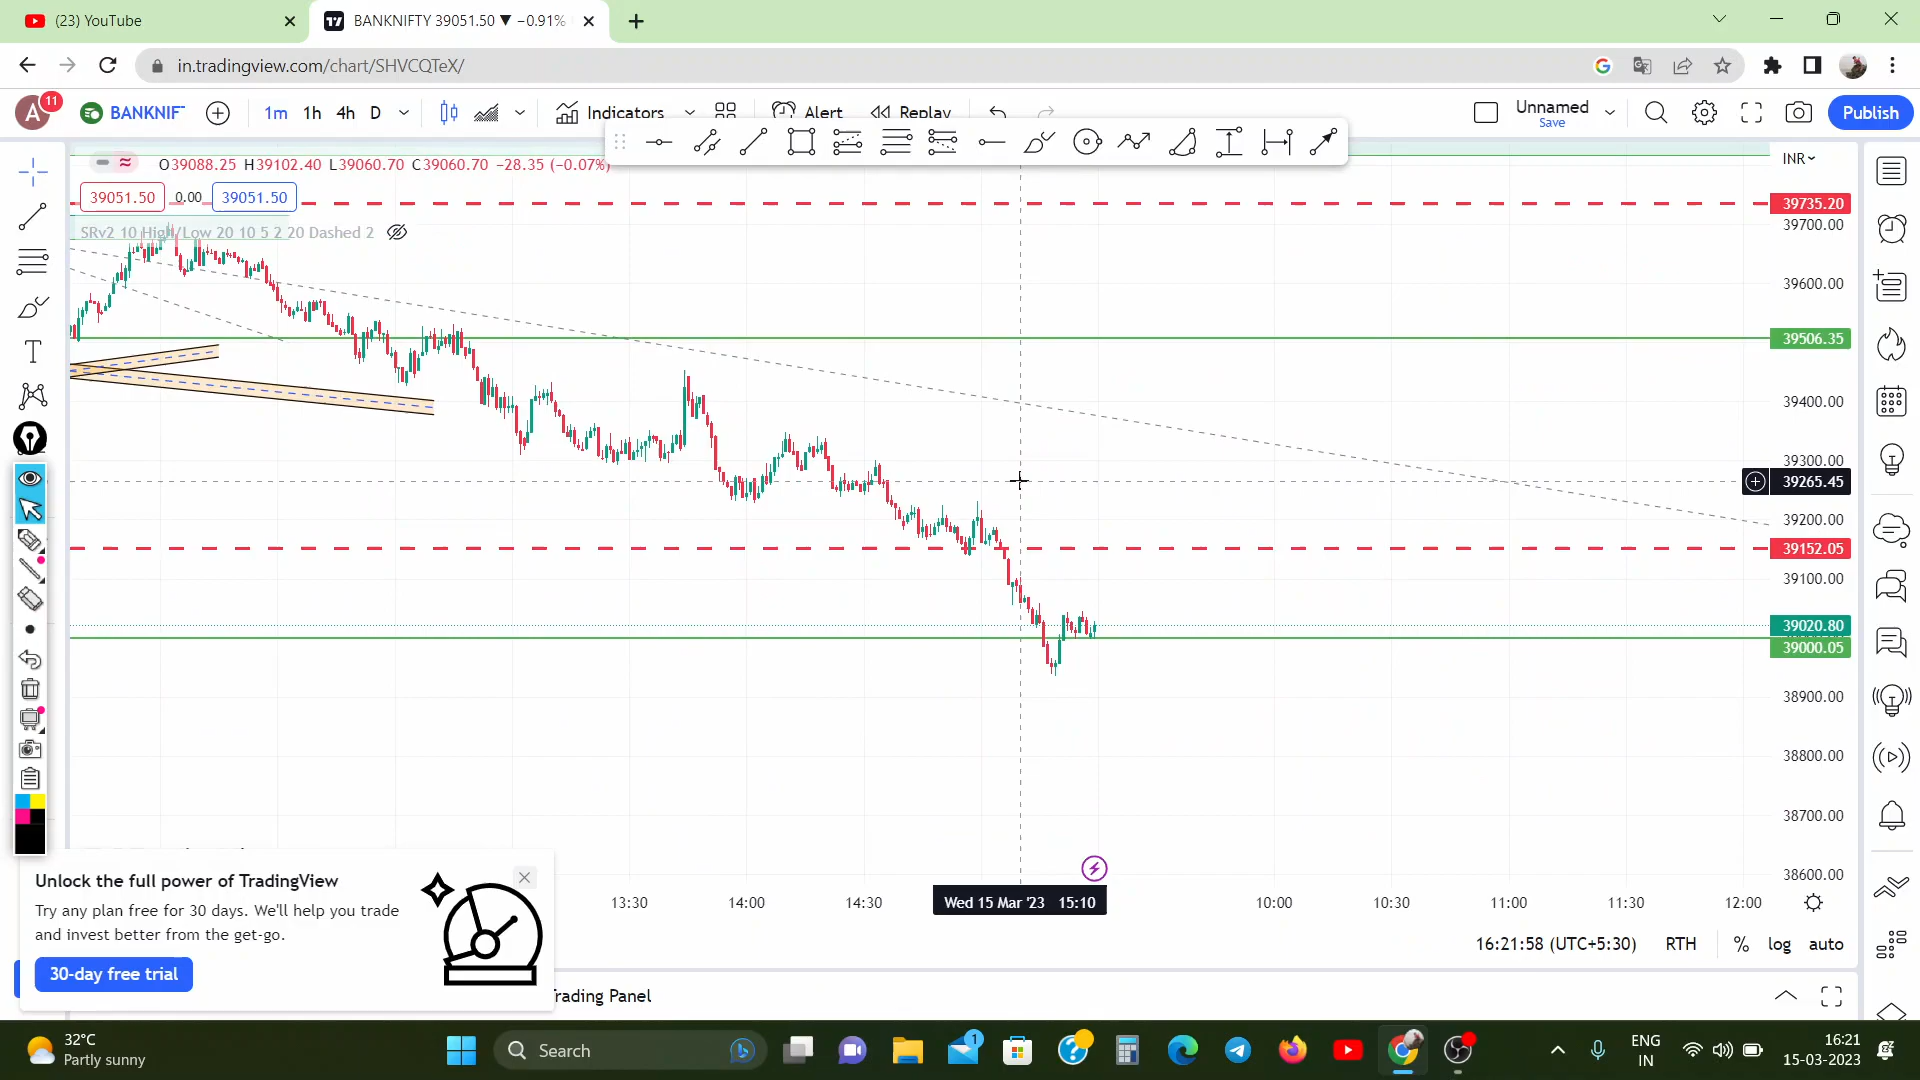 (23) YouTube
BANKNIFTY 39051.50 ▼ −0.91%
in.tradingview.com/chart/SHVCQTeX/
A 11 BANKNIF 1m 1h 4h D Indicators Alert Replay Unnamed Publish
Save
O39088.25 H39102.40 L39060.70 C39060.70 −28.35 (−0.07%)
INR
39051.50 0.00 39051.50
39735.20
39700.00
SRv2 10 High/Low 20 10 5 2 20 Dashed 2
39600.00
39506.35
39400.00
39300.00
39265.45
39200.00
39152.05
39100.00
39020.80
39000.05
38900.00
38800.00
38700.00
38600.00
13:30 14:00 14:30 Wed 15 Mar '23 15:10 10:00 10:30 11:00 11:30 12:00
Unlock the full power of TradingView
Try any plan free for 30 days. We'll help you trade
and invest better from the get-go.
30-day free trial
16:21:58 (UTC+5:30) RTH % log auto
Trading Panel
32°C
Partly sunny
Search
1
ENG
IN
16:21
15-03-2023